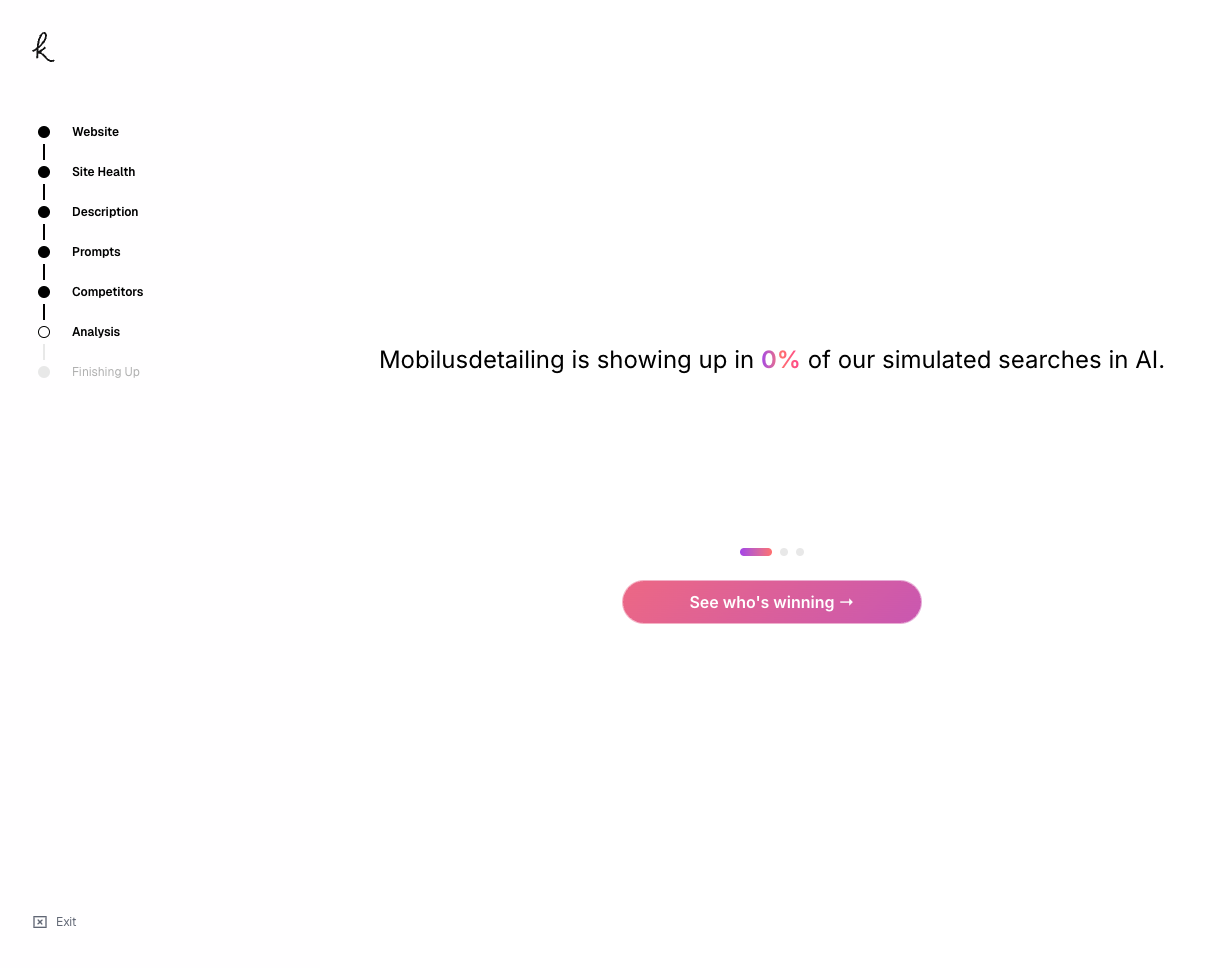 k
Website
Site Health
Description
Prompts
Competitors
Analysis
Finishing Up
Mobilusdetailing is showing up in 0% of our simulated searches in AI.
See who's winning →
Exit